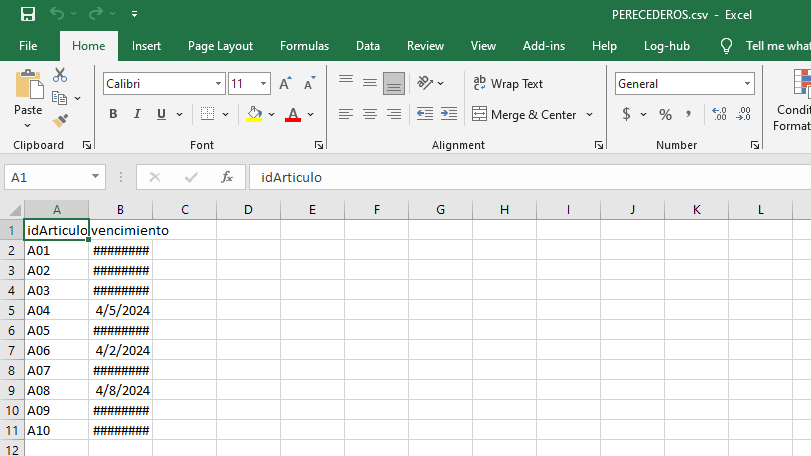 PERECEDEROS.csv - Excel
File Home Insert Page Layout Formulas Data Review View Add-ins Help Log-hub Tell me what
Paste
Calibri 11
B I U
A
Wrap Text
Merge & Center
General
$ % ,
Condi
Format
Clipboard Font Alignment Number
A1 fx idArticulo
A B C D E F G H I J K L
1 idArticulo vencimiento
2 A01 ########
3 A02 ########
4 A03 ########
5 A04 4/5/2024
6 A05 ########
7 A06 4/2/2024
8 A07 ########
9 A08 4/8/2024
10 A09 ########
11 A10 ########
12